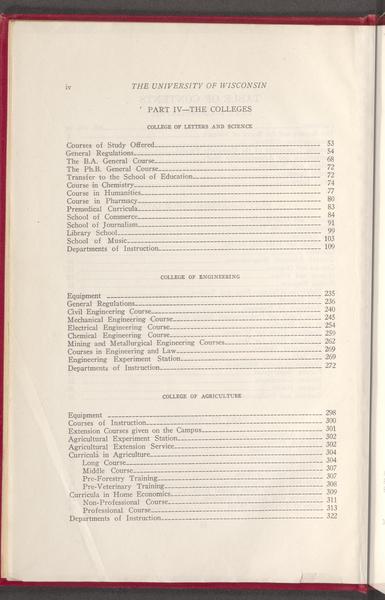 iv THE UNIVERSITY OF WISCONSIN
PART IV—THE COLLEGES
COLLEGE OF LETTERS AND SCIENCE
Courses of Study Offered 53
General Regulations 54
The B.A. General Course 68
The Ph.B. General Course 72
Transfer to the School of Education 72
Course in Chemistry 74
Course in Humanities 77
Course in Pharmacy 80
Premedical Curricula 83
School of Commerce 84
School of Journalism 91
Library School 99
School of Music 103
Departments of Instruction 109
COLLEGE OF ENGINEERING
Equipment 235
General Regulations 236
Civil Engineering Course 240
Mechanical Engineering Course 245
Electrical Engineering Course 254
Chemical Engineering Course 259
Mining and Metallurgical Engineering Courses 262
Courses in Engineering and Law 269
Engineering Experiment Station 269
Departments of Instruction 272
COLLEGE OF AGRICULTURE
Equipment 298
Courses of Instruction 300
Extension Courses given on the Campus 301
Agricultural Experiment Station 302
Agricultural Extension Service 302
Curricula in Agriculture 304
Long Course 304
Middle Course 307
Pre-Forestry Training 307
Pre-Veterinary Training 308
Curricula in Home Economics 309
Non-Professional Course 311
Professional Course 313
Departments of Instruction 322